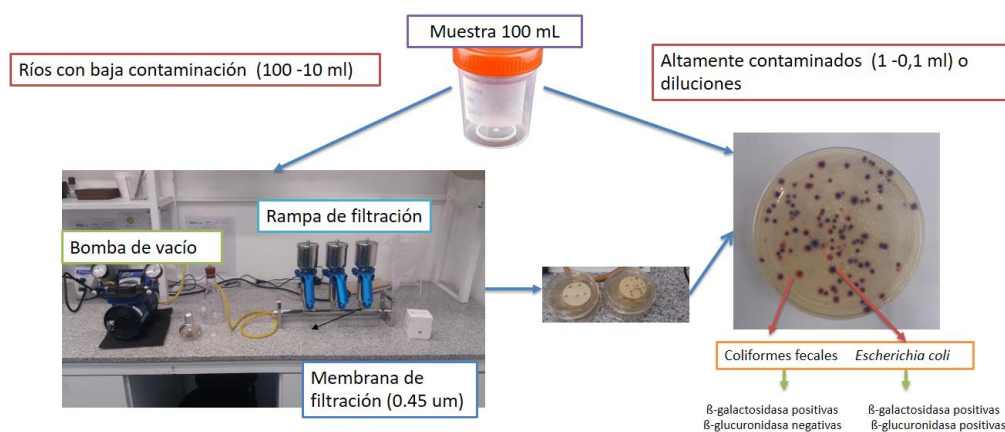 Muestra 100 mL
Ríos con baja contaminación (100 -10 ml)
Altamente contaminados (1 -0,1 ml) o
diluciones
Rampa de filtración
Bomba de vacío
Membrana de
filtración (0.45 um)
Coliformes fecales Escherichia coli
ß-galactosidasa positivas
ß-glucuronidasa negativas
ß-galactosidasa positivas
ß-glucuronidasa positivas